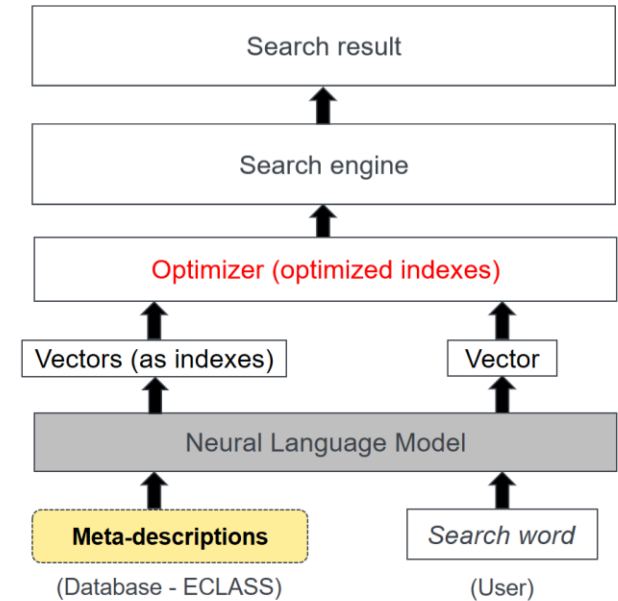 Search result
Search engine
Optimizer (optimized indexes)
Vectors (as indexes)
Vector
Neural Language Model
Meta-descriptions
Search word
(Database - ECLASS)
(User)